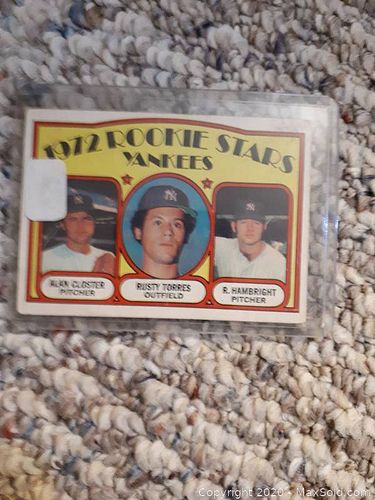 1972 ROOKIE STARS
YANKEES
ALAN CLOSTER
PITCHER
RUSTY TORRES
OUTFIELD
R. HAMBRIGHT
PITCHER
Copyright 2020 - MaxSold.com